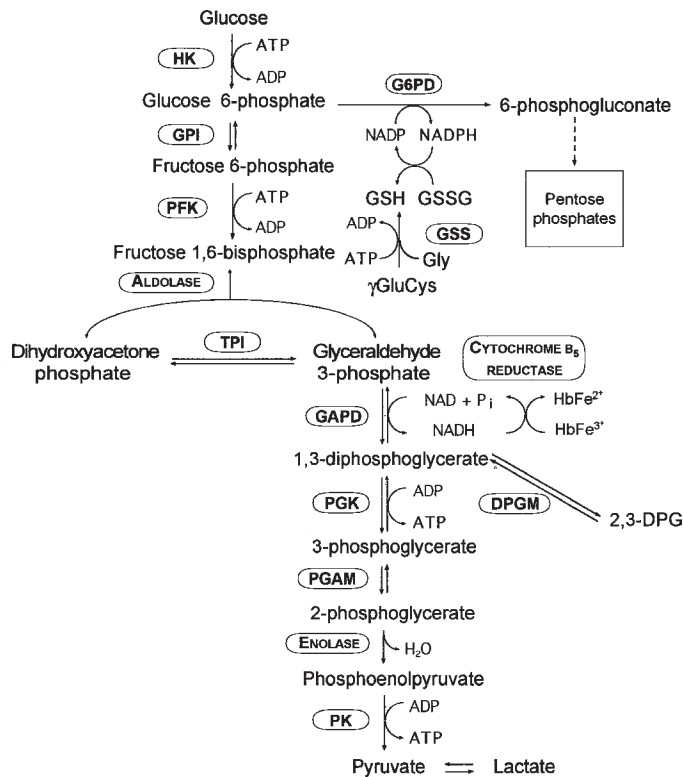 Glucose
HK
ATP
ADP
Glucose 6-phosphate
G6PD
6-phosphogluconate
NADP NADPH
GPI
Fructose 6-phosphate
GSH GSSG
Pentose
phosphates
PFK
ATP
ADP
ADP
GSS
ATP
Gly
Fructose 1,6-bisphosphate
γGluCys
ALDOLASE
Dihydroxyacetone
phosphate
TPI
Glyceraldehyde
3-phosphate
CYTOCHROME B5
REDUCTASE
GAPD
NAD + Pi
HbFe2+
NADH
HbFe3+
1,3-diphosphoglycerate
PGK
ADP
ATP
DPGM
2,3-DPG
3-phosphoglycerate
PGAM
2-phosphoglycerate
ENOLASE
H2O
Phosphoenolpyruvate
PK
ADP
ATP
Pyruvate
Lactate